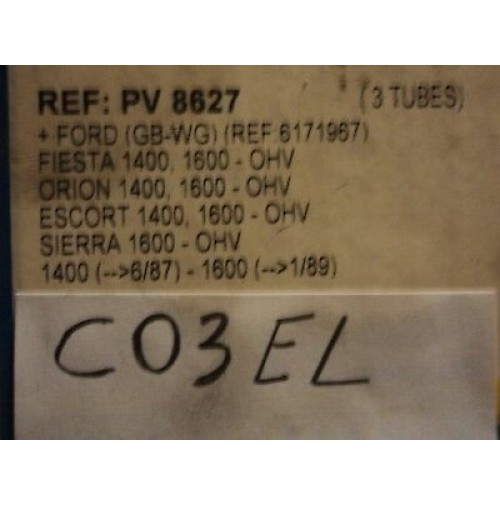 REF: PV 8627 (3 TUBES)
+ FORD (GB-WG) (REF 6171967)
FIESTA 1400, 1600 - OHV
ORION 1400, 1600 - OHV
ESCORT 1400, 1600 - OHV
SIERRA 1600 - OHV
1400 (-->6/87) - 1600 (-->1/89)
C03EL